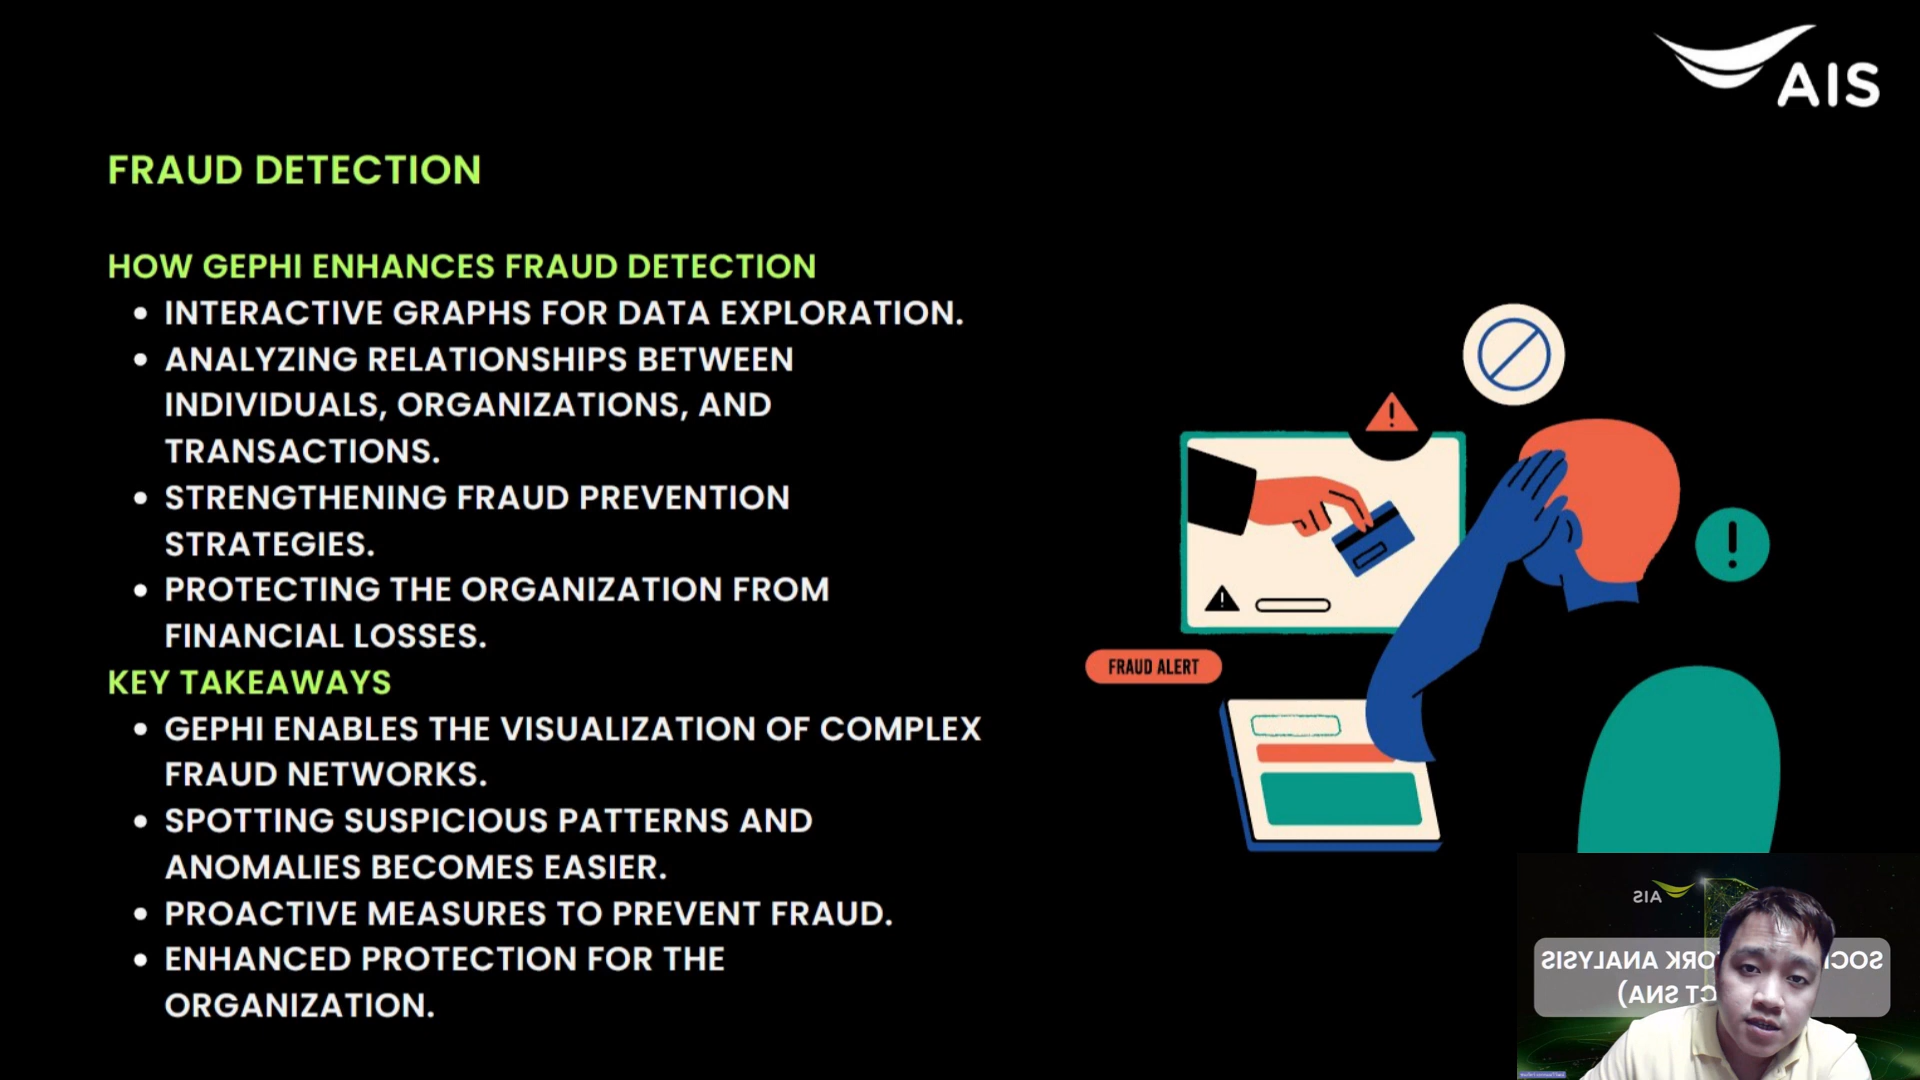 AIS
FRAUD DETECTION
HOW GEPHI ENHANCES FRAUD DETECTION
• INTERACTIVE GRAPHS FOR DATA EXPLORATION.
• ANALYZING RELATIONSHIPS BETWEEN
INDIVIDUALS, ORGANIZATIONS, AND
TRANSACTIONS.
• STRENGTHENING FRAUD PREVENTION
STRATEGIES.
• PROTECTING THE ORGANIZATION FROM
FINANCIAL LOSSES.
KEY TAKEAWAYS
• GEPHI ENABLES THE VISUALIZATION OF COMPLEX
FRAUD NETWORKS.
• SPOTTING SUSPICIOUS PATTERNS AND
ANOMALIES BECOMES EASIER.
• PROACTIVE MEASURES TO PREVENT FRAUD.
• ENHANCED PROTECTION FOR THE
ORGANIZATION.
FRAUD ALERT
AIS
ANALYSIS
SNA)